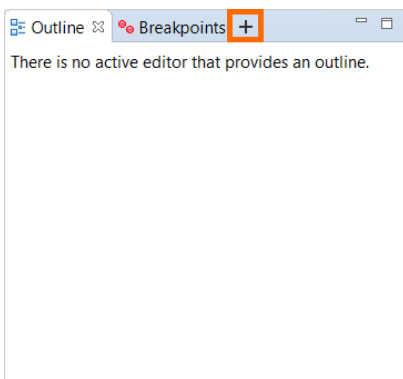 Outline Breakpoints +
There is no active editor that provides an outline.